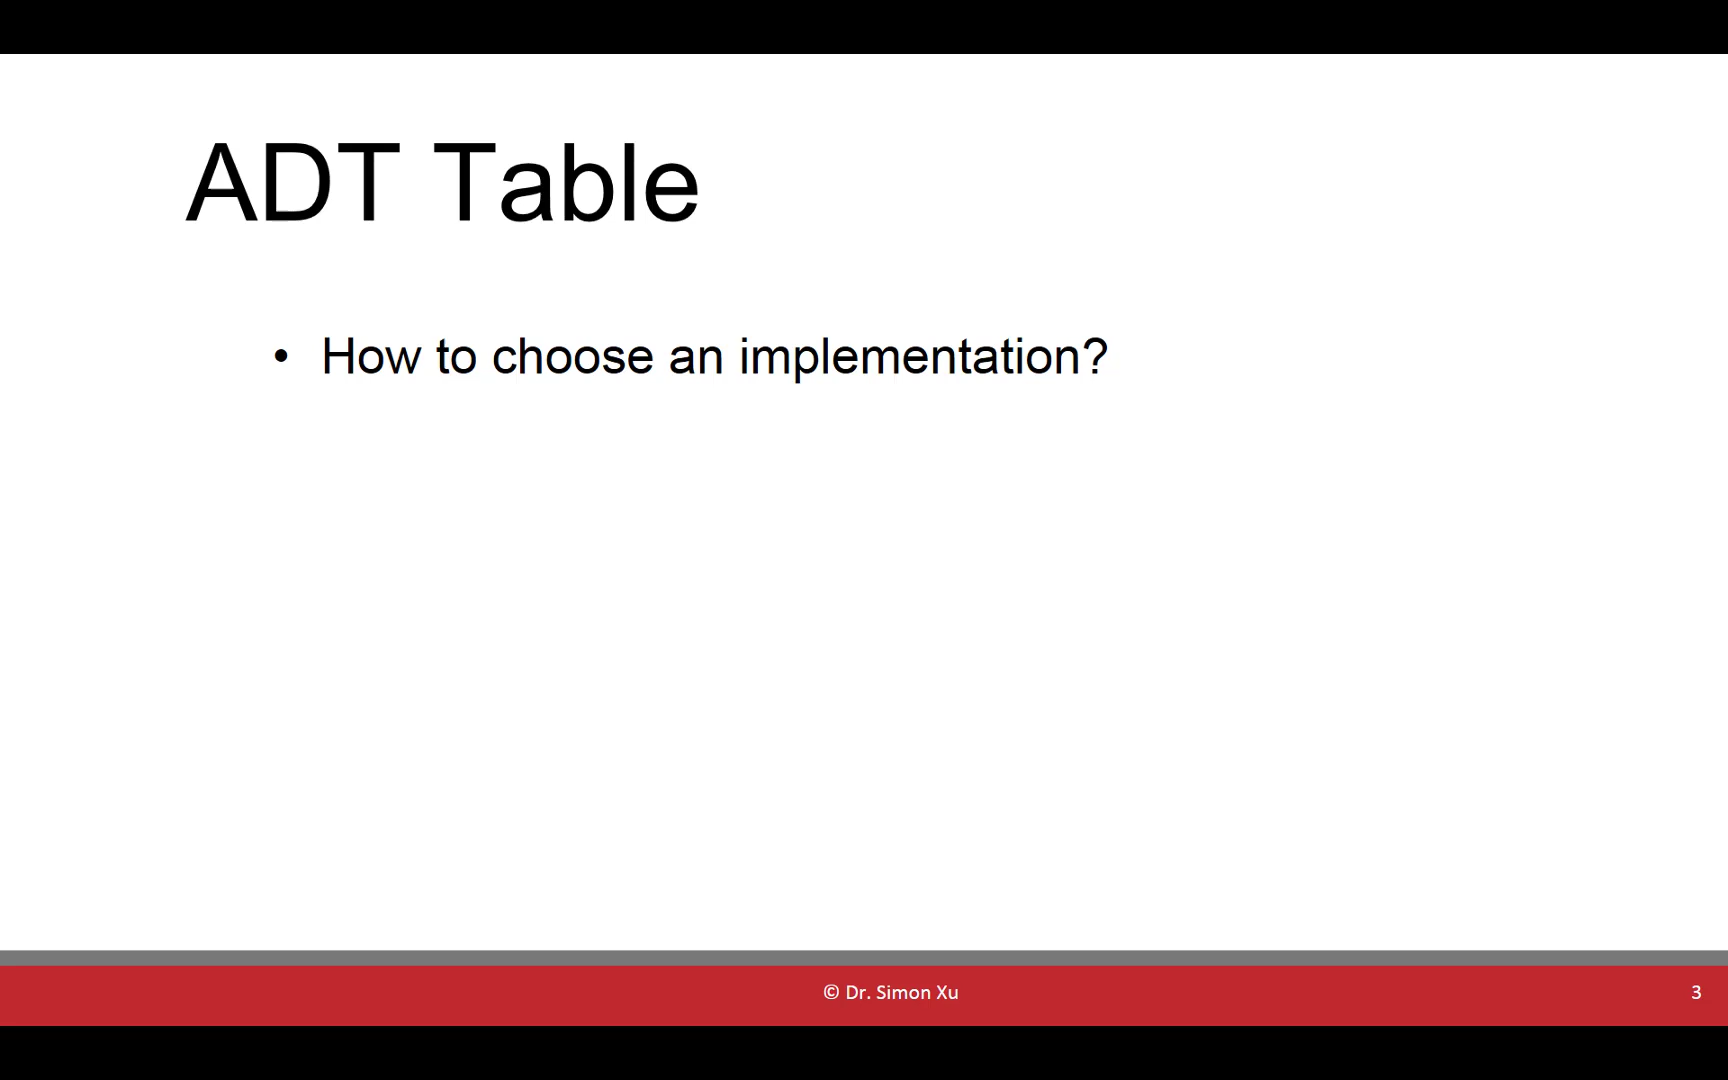 ADT Table
• How to choose an implementation?
© Dr. Simon Xu
3